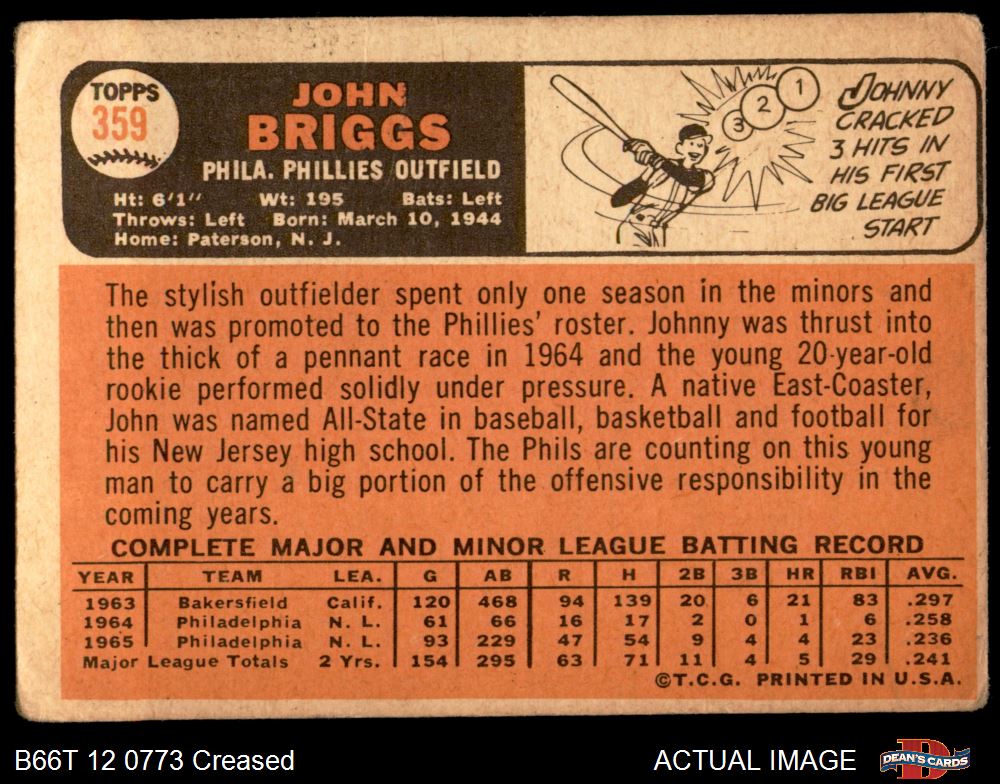 TOPPS
359
JOHN
BRIGGS
PHILA. PHILLIES OUTFIELD
Ht: 6'1" Wt: 195 Bats: Left
Throws: Left Born: March 10, 1944
Home: Paterson, N. J.
1
2
3
JOHNNY
CRACKED
3 HITS IN
HIS FIRST
BIG LEAGUE
START
The stylish outfielder spent only one season in the minors and
then was promoted to the Phillies' roster. Johnny was thrust into
the thick of a pennant race in 1964 and the young 20-year-old
rookie performed solidly under pressure. A native East-Coaster,
John was named All-State in baseball, basketball and football for
his New Jersey high school. The Phils are counting on this young
man to carry a big portion of the offensive responsibility in the
coming years.
COMPLETE MAJOR AND MINOR LEAGUE BATTING RECORD
YEAR TEAM LEA. G AB R H 2B 3B HR RBI AVG.
1963 Bakersfield Calif. 120 468 94 139 20 6 21 83 .297
1964 Philadelphia N. L. 61 66 16 17 2 0 1 6 .258
1965 Philadelphia N. L. 93 229 47 54 9 4 4 23 .236
Major League Totals 2 Yrs. 154 295 63 71 11 4 5 29 .241
©T.C.G. PRINTED IN U.S.A.
B66T 12 0773 Creased
ACTUAL IMAGE
D
DEAN'S CARDS